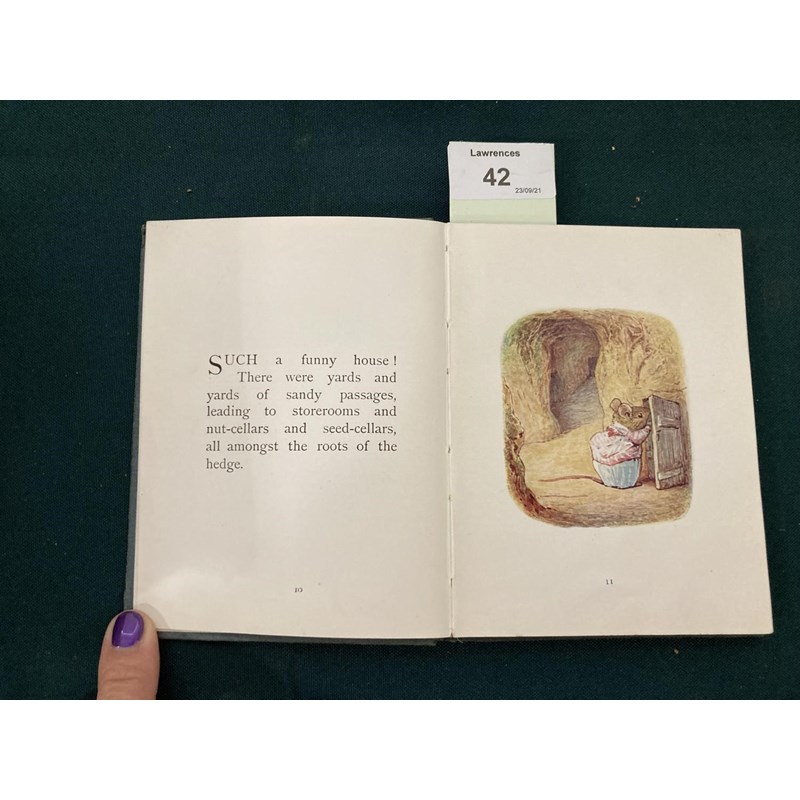 Lawrences
42
23/09/21
SUCH a funny house!
There were yards and
yards of sandy passages,
leading to storerooms and
nut-cellars and seed-cellars,
all amongst the roots of the
hedge.
10
11